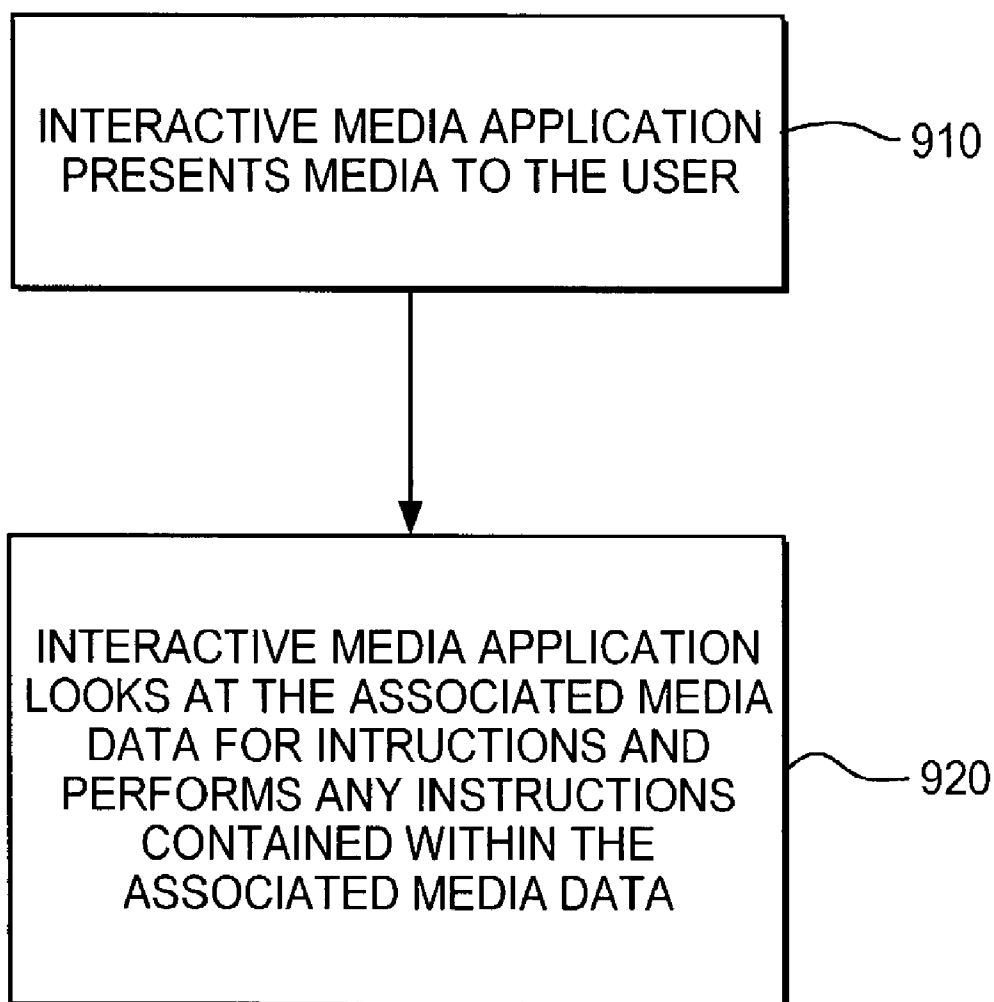 INTERACTIVE MEDIA APPLICATION
PRESENTS MEDIA TO THE USER
910
INTERACTIVE MEDIA APPLICATION
LOOKS AT THE ASSOCIATED MEDIA
DATA FOR INTRUCTIONS AND
PERFORMS ANY INSTRUCTIONS
CONTAINED WITHIN THE
ASSOCIATED MEDIA DATA
920